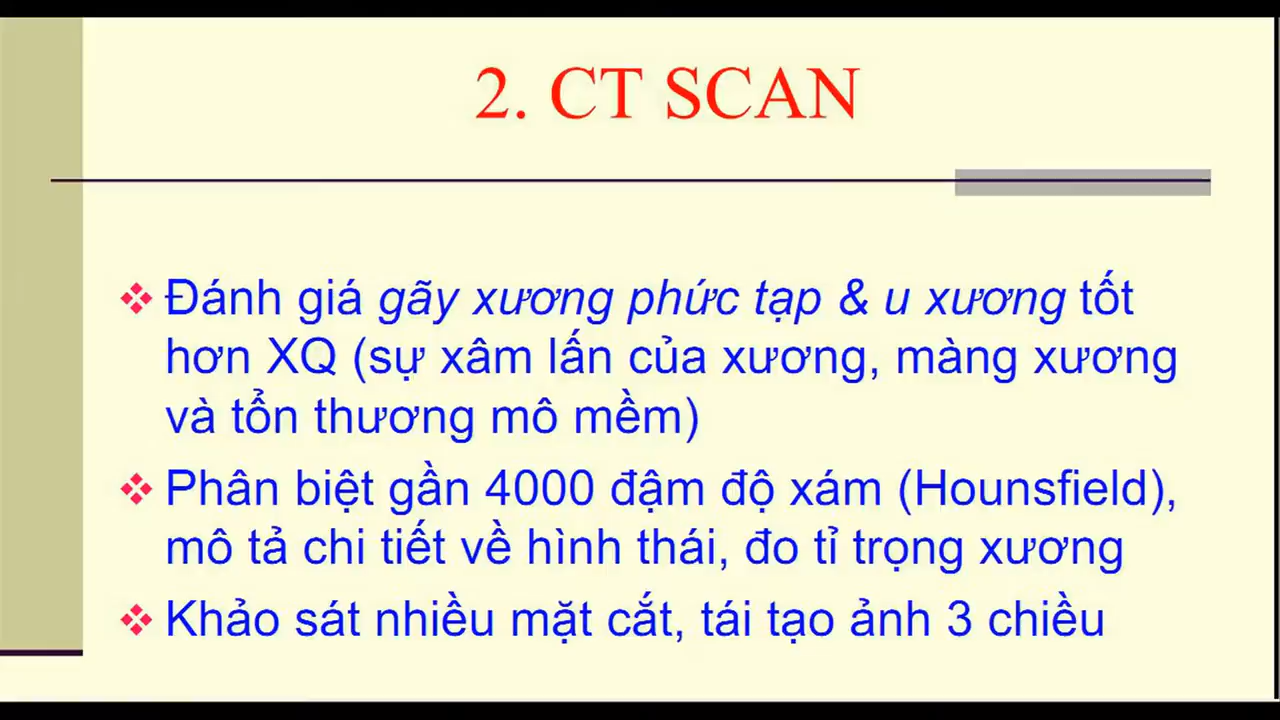 2. CT SCAN
Đánh giá gãy xương phức tạp & u xương tốt
hơn XQ (sự xâm lấn của xương, màng xương
và tổn thương mô mềm)
Phân biệt gần 4000 đậm độ xám (Hounsfield),
mô tả chi tiết về hình thái, đo tỉ trọng xương
Khảo sát nhiều mặt cắt, tái tạo ảnh 3 chiều